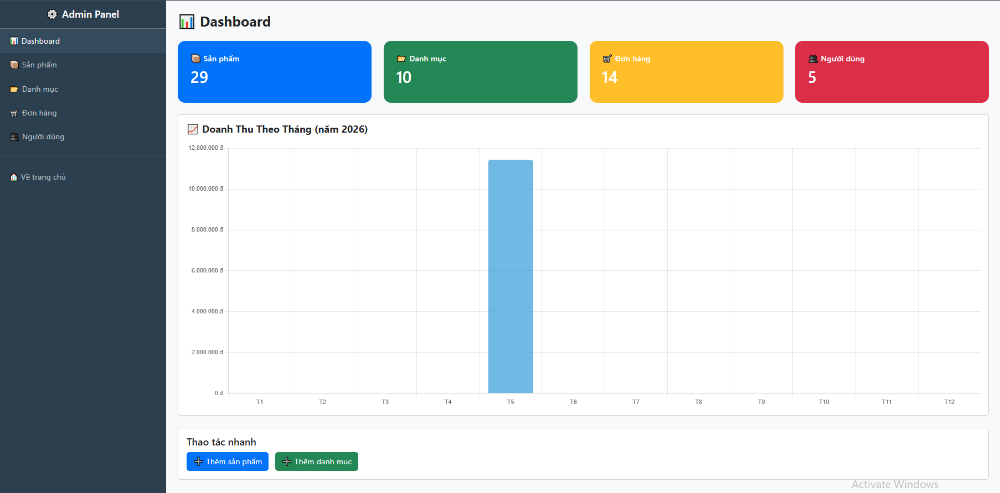 Admin Panel
Dashboard
Sản phẩm
Danh mục
Đơn hàng
Người dùng
Về trang chủ
Dashboard
Sản phẩm
29
Danh mục
10
Đơn hàng
14
Người dùng
5
Doanh Thu Theo Tháng (năm 2026)
12.000.000 đ
10.000.000 đ
8.000.000 đ
6.000.000 đ
4.000.000 đ
2.000.000 đ
0 đ
T1 T2 T3 T4 T5 T6 T7 T8 T9 T10 T11 T12
Thao tác nhanh
Thêm sản phẩm
Thêm danh mục
Activate Windows